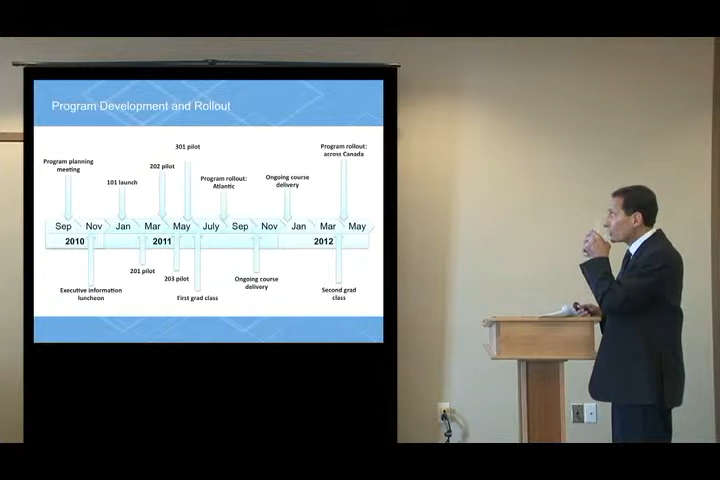 Program Development and Rollout
301 pilot
Program rollout:
across Canada
Program planning
meeting
202 pilot
101 launch
Program rollout:
Atlantic
Ongoing course
delivery
Sep Nov Jan Mar May July Sep Nov Jan Mar May
2010 2011 2012
201 pilot
203 pilot
Ongoing course
delivery
Executive information
luncheon
First grad class
Second grad
class